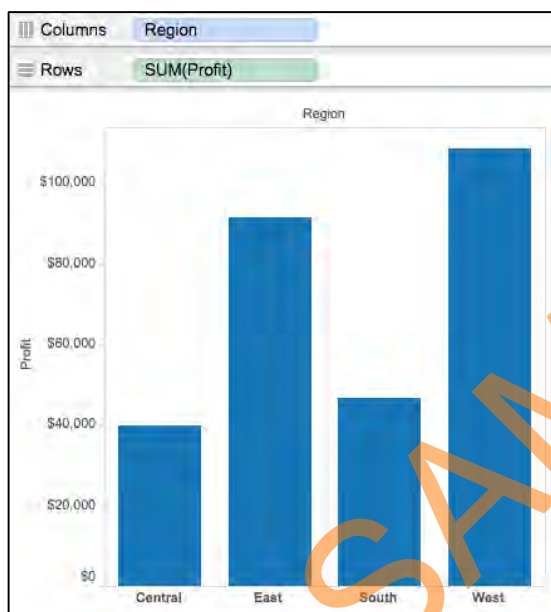 Columns Region
Rows SUM(Profit)
Region
$100,000
$80,000
$60,000
$40,000
$20,000
$0
Profit
Central East South West
SAM